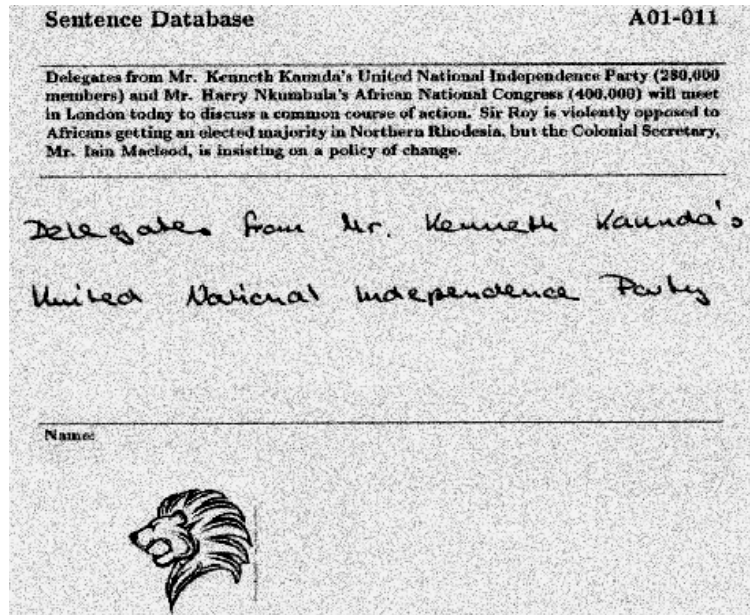 Sentence Database A01-011
Delegates from Mr. Kenneth Kaunda's United National Independence Party (280,000
members) and Mr. Harry Nkumbula's African National Congress (400,000) will meet
in London today to discuss a common course of action. Sir Roy is violently opposed to
Africans getting an elected majority in Northern Rhodesia, but the Colonial Secretary,
Mr. Iain Macleod, is insisting on a policy of change.
Delegates from Mr. Kenneth Kaunda's
United National Independence Party
Name: